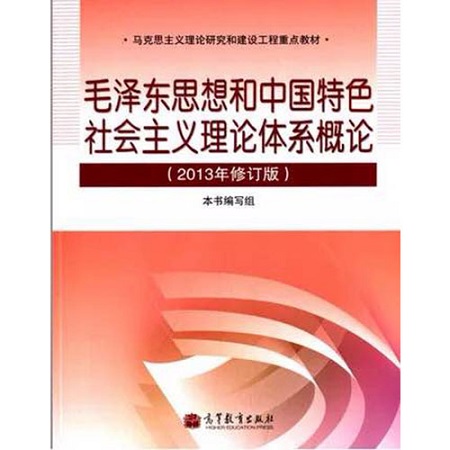 ·马克思主义理论研究和建设工程重点教材·
毛泽东思想和中国特色
社会主义理论体系概论
（2013年修订版）
本书编写组
高等教育出版社
HIGHER EDUCATION PRESS